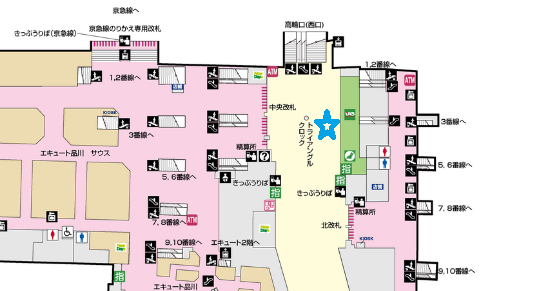 京急線へ
京急線のりかえ専用改札
きっぷうりば(京急線)
高輪口(西口)
1,2番線へ
ATM
1,2番線へ
中央改札
KIOSK
3番線へ
トライアングル
クロック
3番線へ
エキュート品川 サウス
精算所
5, 6番線へ
5, 6番線へ
きっぷうりば
指
指
指
きっぷうりば
精算所
7, 8番線へ
7, 8番線へ
ATM
北改札
KIOSK
9,10番線へ
エキュート2階へ
9,10番線へ
指
エキュート品川